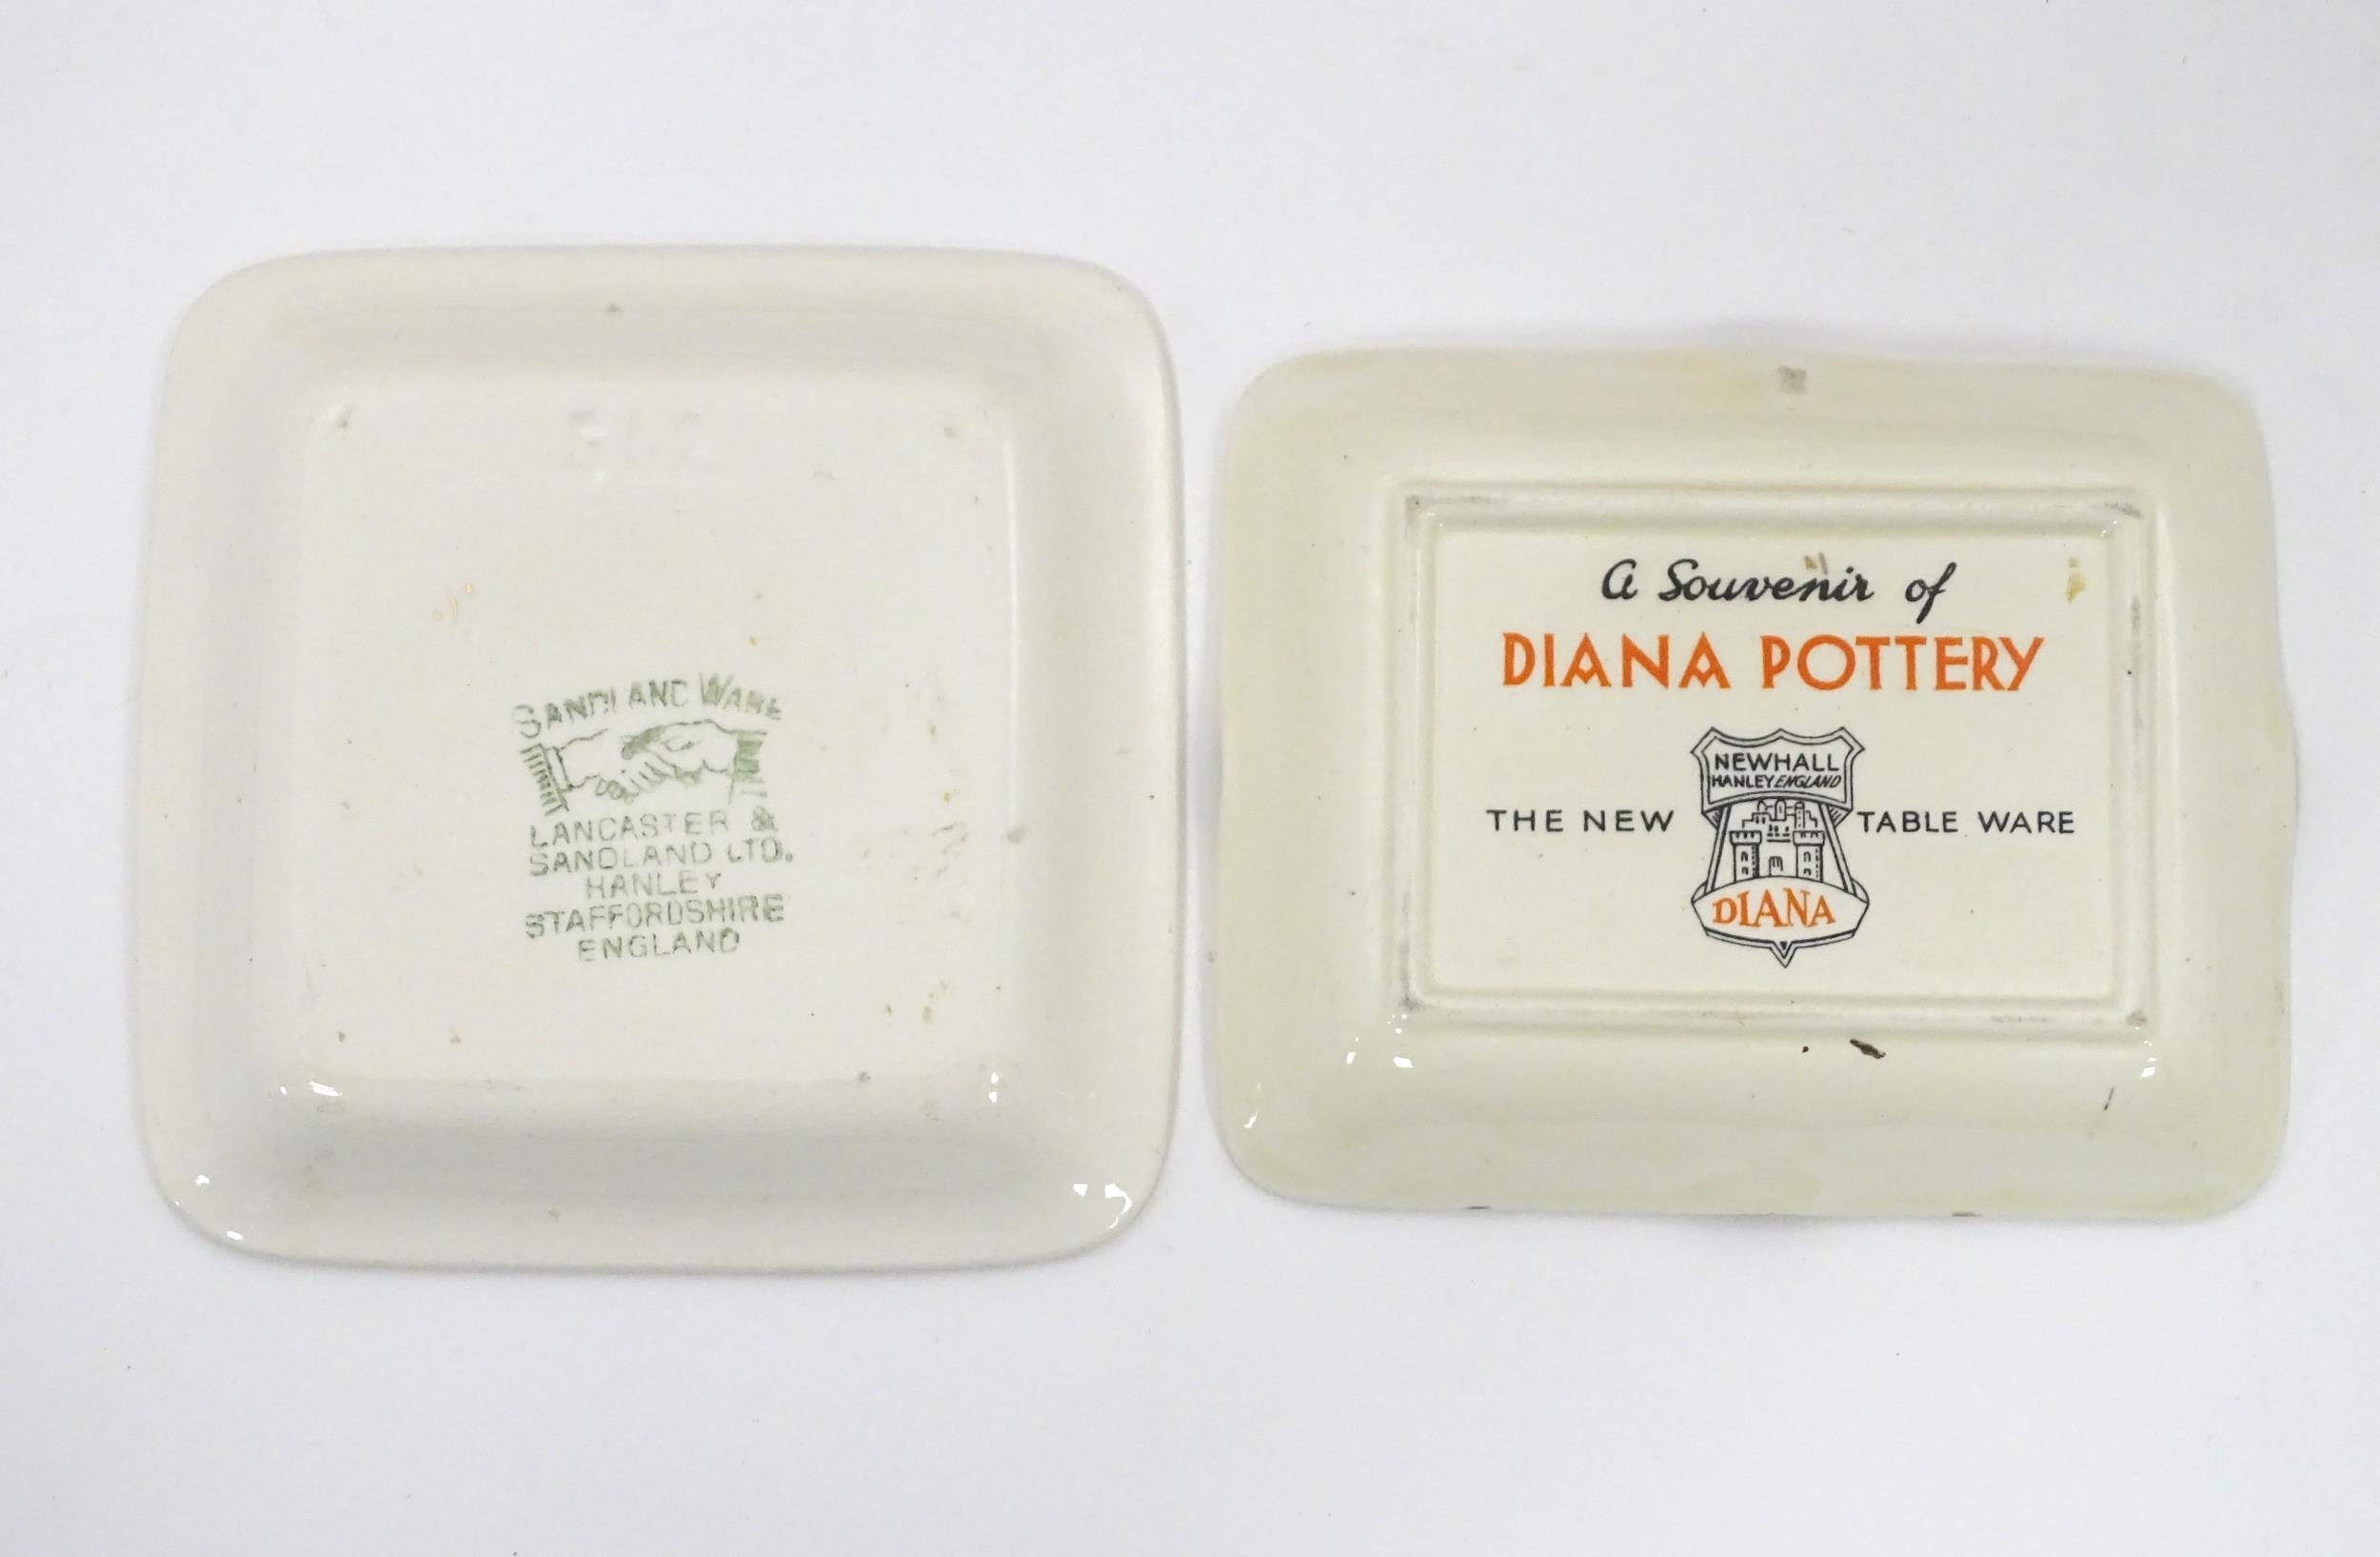 SANDLAND WARE
LANCASTER &
SANDLAND LTD.
HANLEY
STAFFORDSHIRE
ENGLAND
a Souvenir of
DIANA POTTERY
NEWHALL
HANLEY ENGLAND
THE NEW TABLE WARE
DIANA